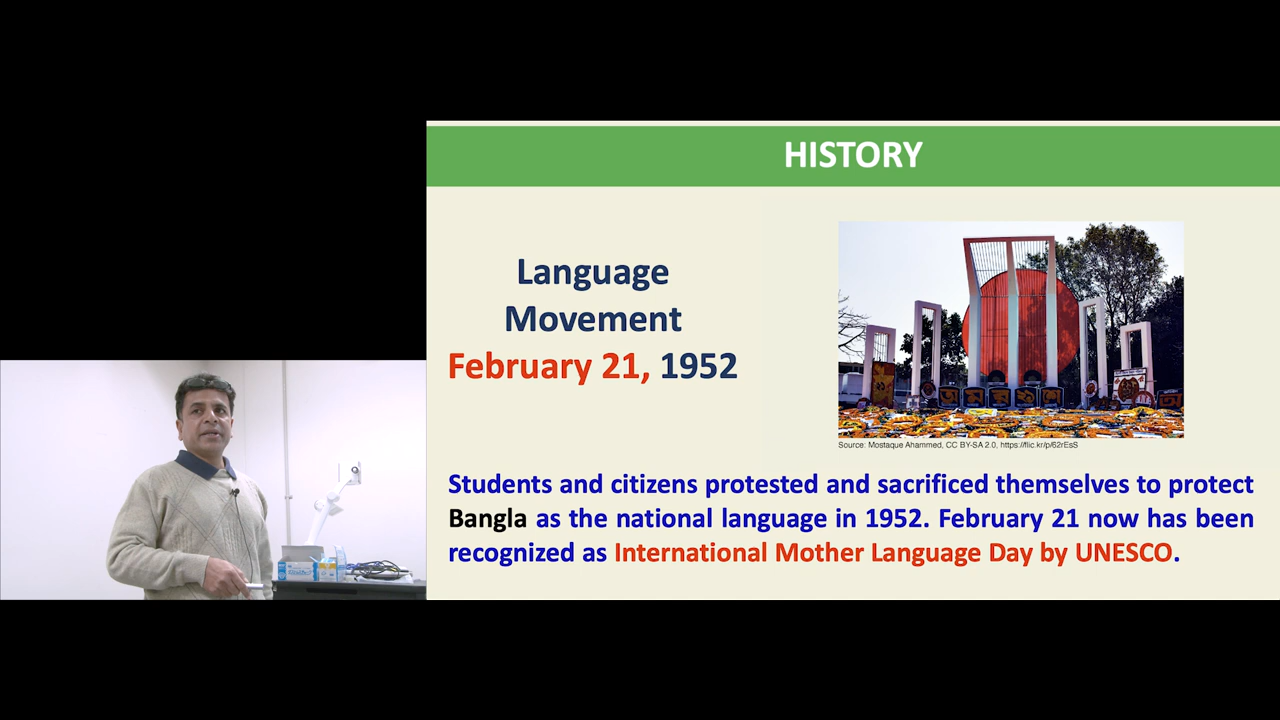 HISTORY
Language
Movement
February 21, 1952
Source: Mostaque Ahammed, CC BY-SA 2.0, https://flic.kr/p/62rEsS
Students and citizens protested and sacrificed themselves to protect
Bangla as the national language in 1952. February 21 now has been
recognized as International Mother Language Day by UNESCO.